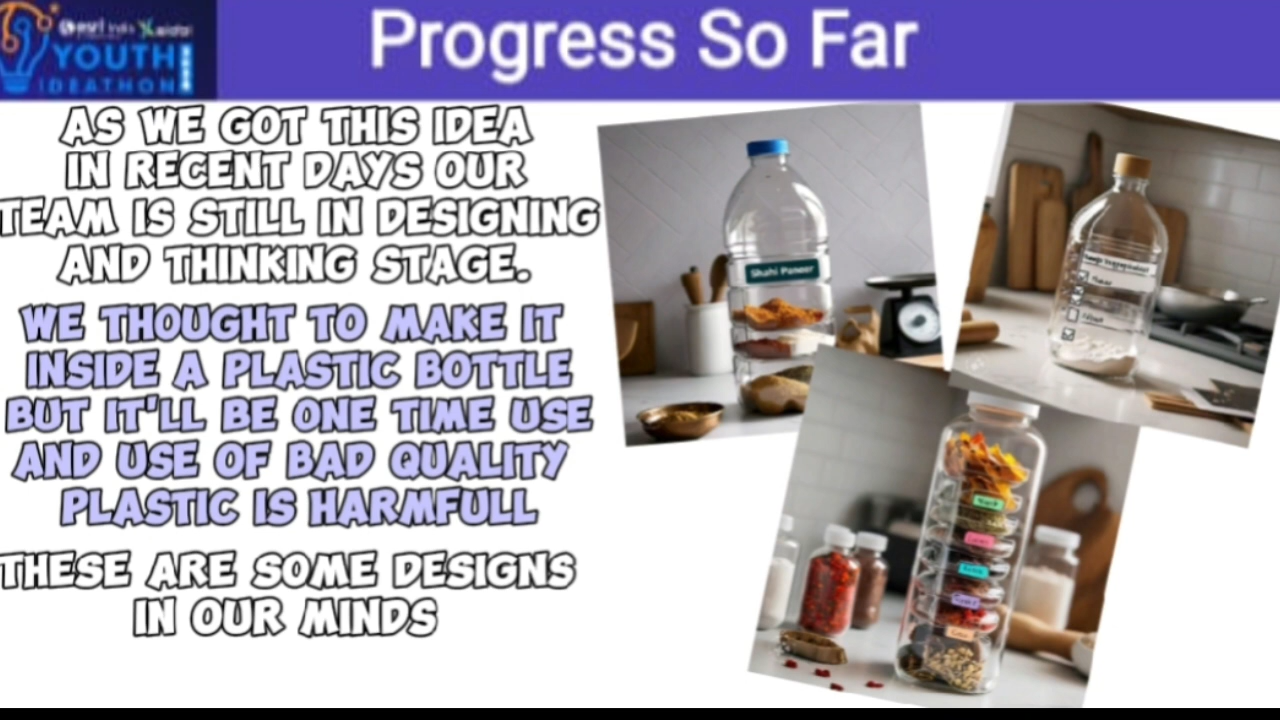 Progress So Far
YOUTH
IDEATHON
AS WE GOT THIS IDEA
IN RECENT DAYS OUR
TEAM IS STILL IN DESIGNING
AND THINKING STAGE.
WE THOUGHT TO MAKE IT
INSIDE A PLASTIC BOTTLE
BUT IT'LL BE ONE TIME USE
AND USE OF BAD QUALITY
PLASTIC IS HARMFULL
THESE ARE SOME DESIGNS
IN OUR MINDS
Shahi Paneer